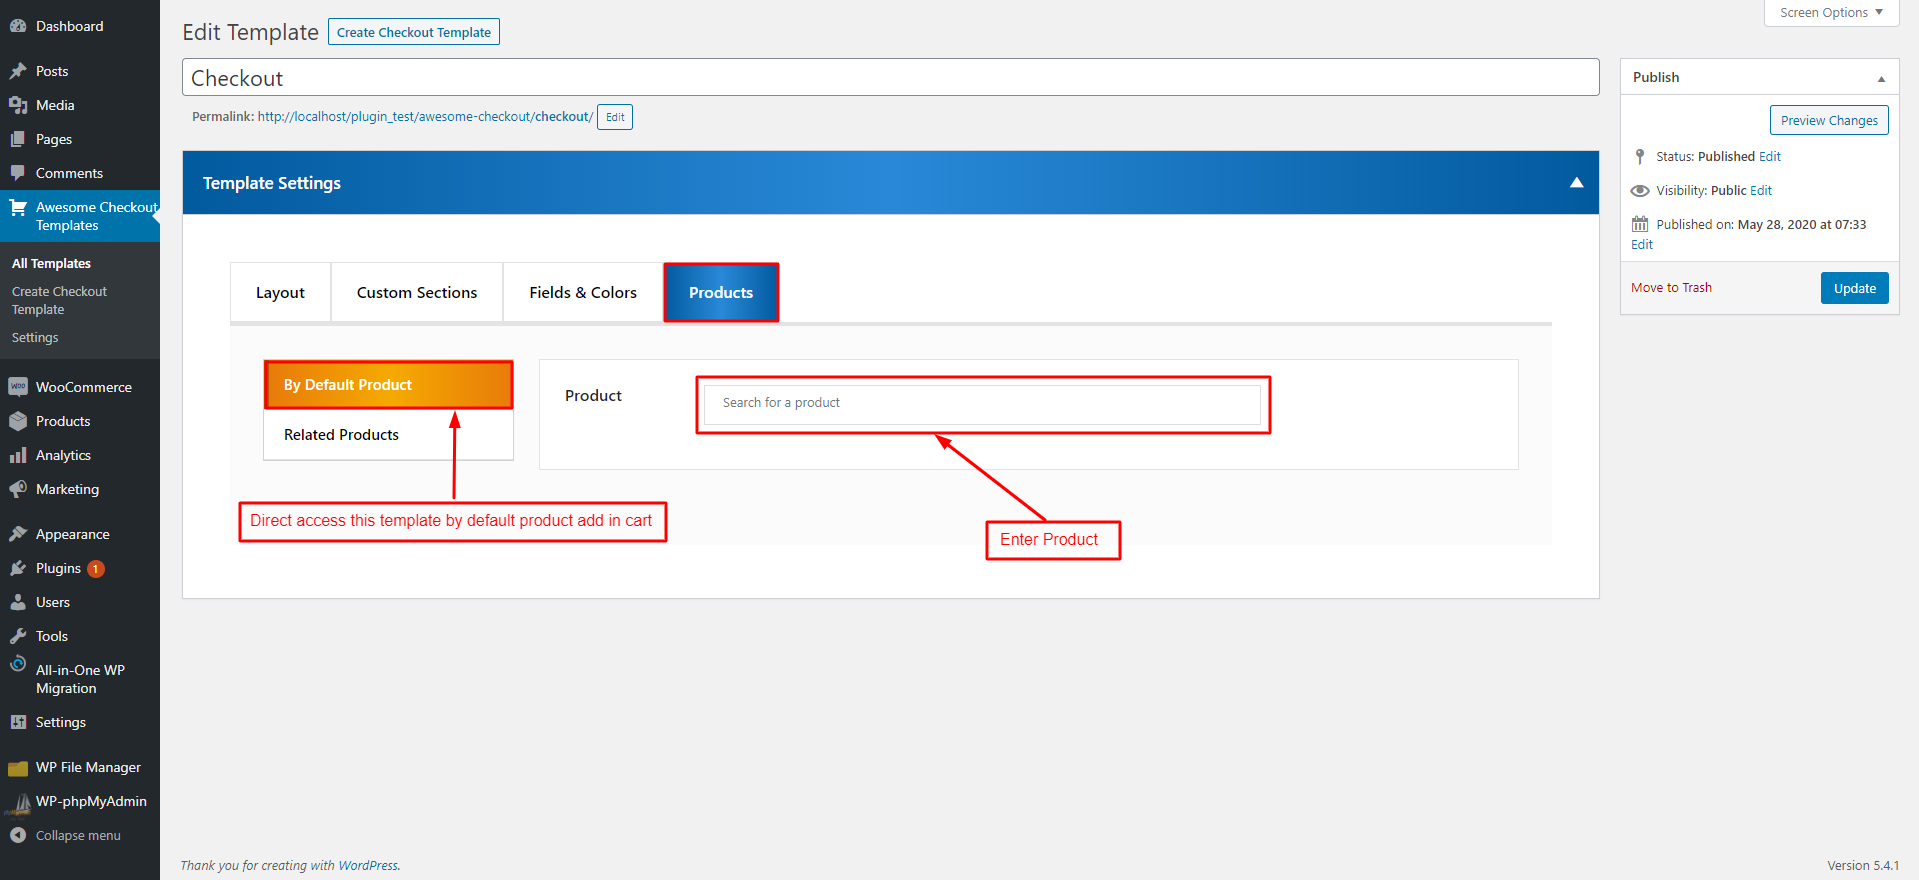 Dashboard
Posts
Media
Pages
Comments
Awesome Checkout
Templates
All Templates
Create Checkout
Template
Settings
WooCommerce
Products
Analytics
Marketing
Appearance
Plugins 1
Users
Tools
All-in-One WP
Migration
Settings
WP File Manager
WP-phpMyAdmin
Collapse menu
Screen Options
Edit Template
Create Checkout Template
Checkout
Permalink: http://localhost/plugin_test/awesome-checkout/checkout/ Edit
Template Settings
Layout
Custom Sections
Fields & Colors
Products
By Default Product
Related Products
Product
Search for a product
Direct access this template by default product add in cart
Enter Product
Publish
Preview Changes
Status: Published Edit
Visibility: Public Edit
Published on: May 28, 2020 at 07:33
Edit
Move to Trash
Update
Thank you for creating with WordPress.
Version 5.4.1